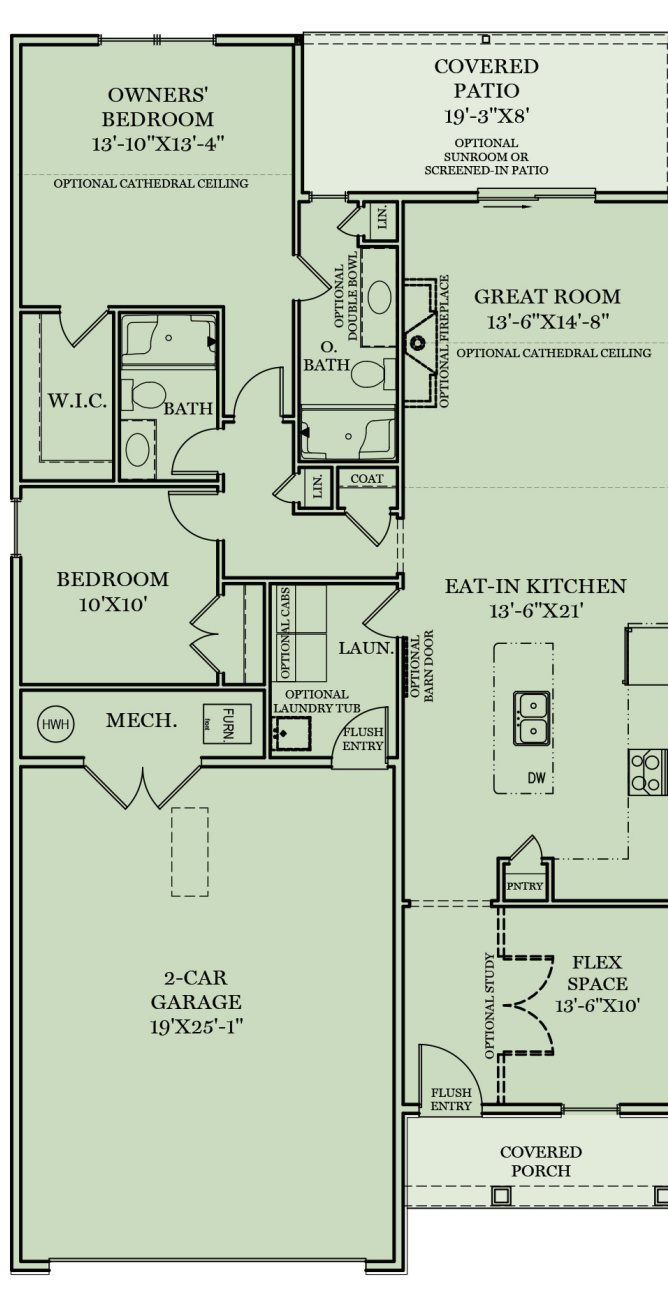 OWNERS'
BEDROOM
13'-10"X13'-4"
OPTIONAL CATHEDRAL CEILING
COVERED
PATIO
19'-3"X8'
OPTIONAL
SUNROOM OR
SCREENED-IN PATIO
LIN.
OPTIONAL
DOUBLE BOWL
O.
BATH
OPTIONAL FIREPLACE
GREAT ROOM
13'-6"X14'-8"
OPTIONAL CATHEDRAL CEILING
W.I.C.
BATH
LIN.
COAT
BEDROOM
10'X10'
EAT-IN KITCHEN
13'-6"X21'
OPTIONAL CABS
LAUN.
OPTIONAL
BARN DOOR
OPTIONAL
LAUNDRY TUB
FLUSH
ENTRY
HWH
MECH.
FURN.
DW
PNTRY
2-CAR
GARAGE
19'X25'-1"
OPTIONAL STUDY
FLEX
SPACE
13'-6"X10'
FLUSH
ENTRY
COVERED
PORCH